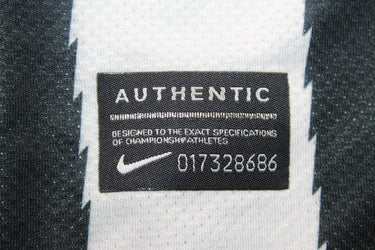 AUTHENTIC
DESIGNED TO THE EXACT SPECIFICATIONS
OF CHAMPIONSHIP ATHLETES
017328686